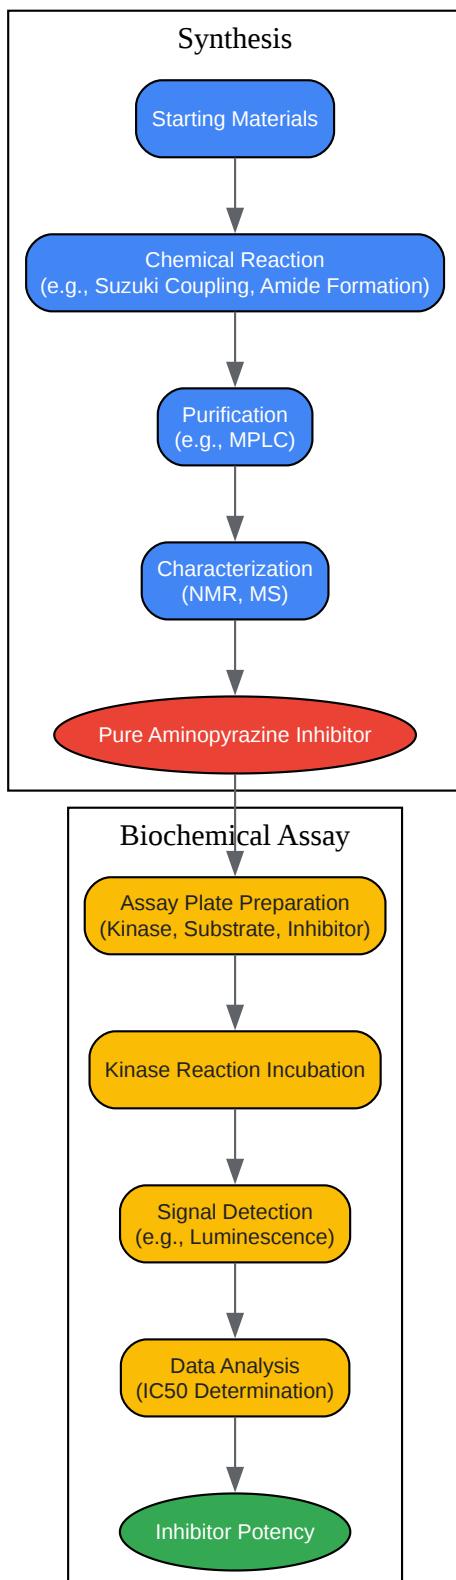 Synthesis
Starting Materials
Chemical Reaction
(e.g., Suzuki Coupling, Amide Formation)
Purification
(e.g., MPLC)
Characterization
(NMR, MS)
Pure Aminopyrazine Inhibitor
Biochemical Assay
Assay Plate Preparation
(Kinase, Substrate, Inhibitor)
Kinase Reaction Incubation
Signal Detection
(e.g., Luminescence)
Data Analysis
(IC50 Determination)
Inhibitor Potency